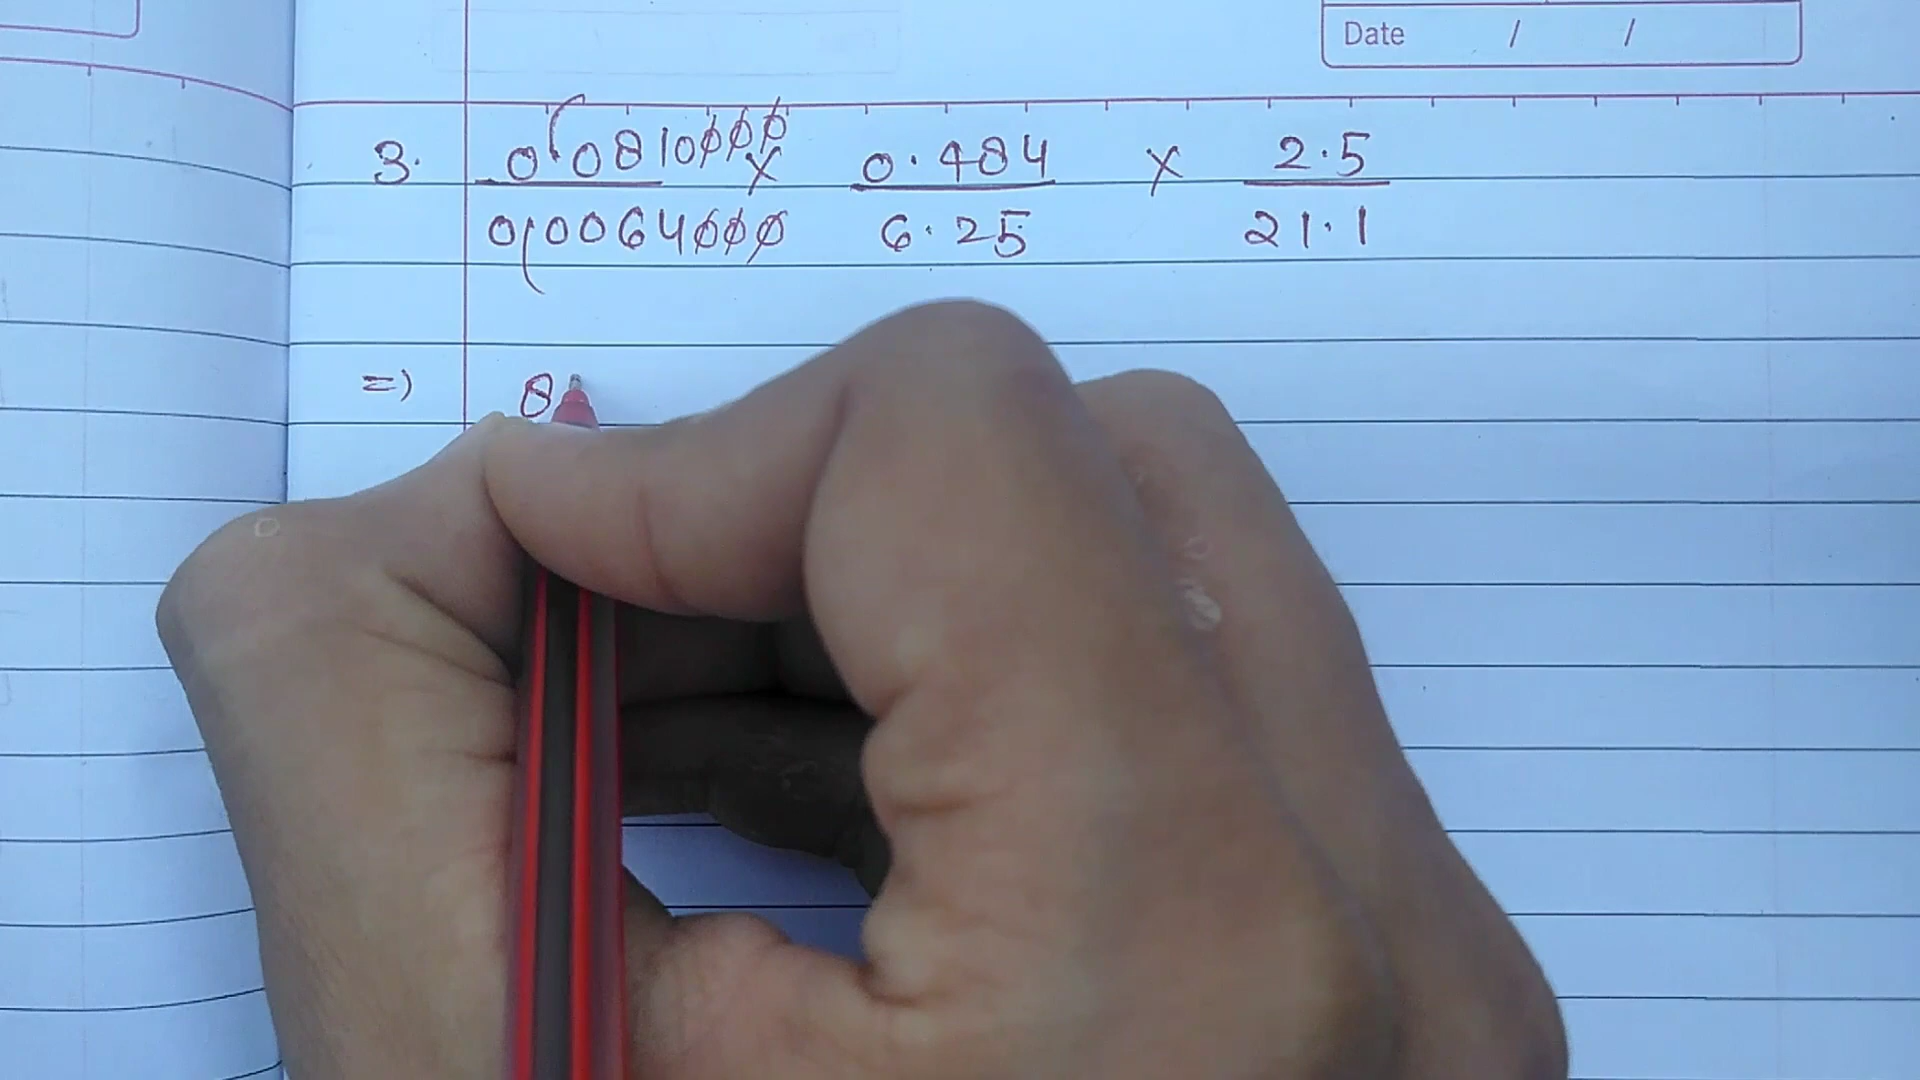 Date / /
3. 0.0810000 × 0.484 × 2.5
0.0064000 6.25 21.1
=) 8